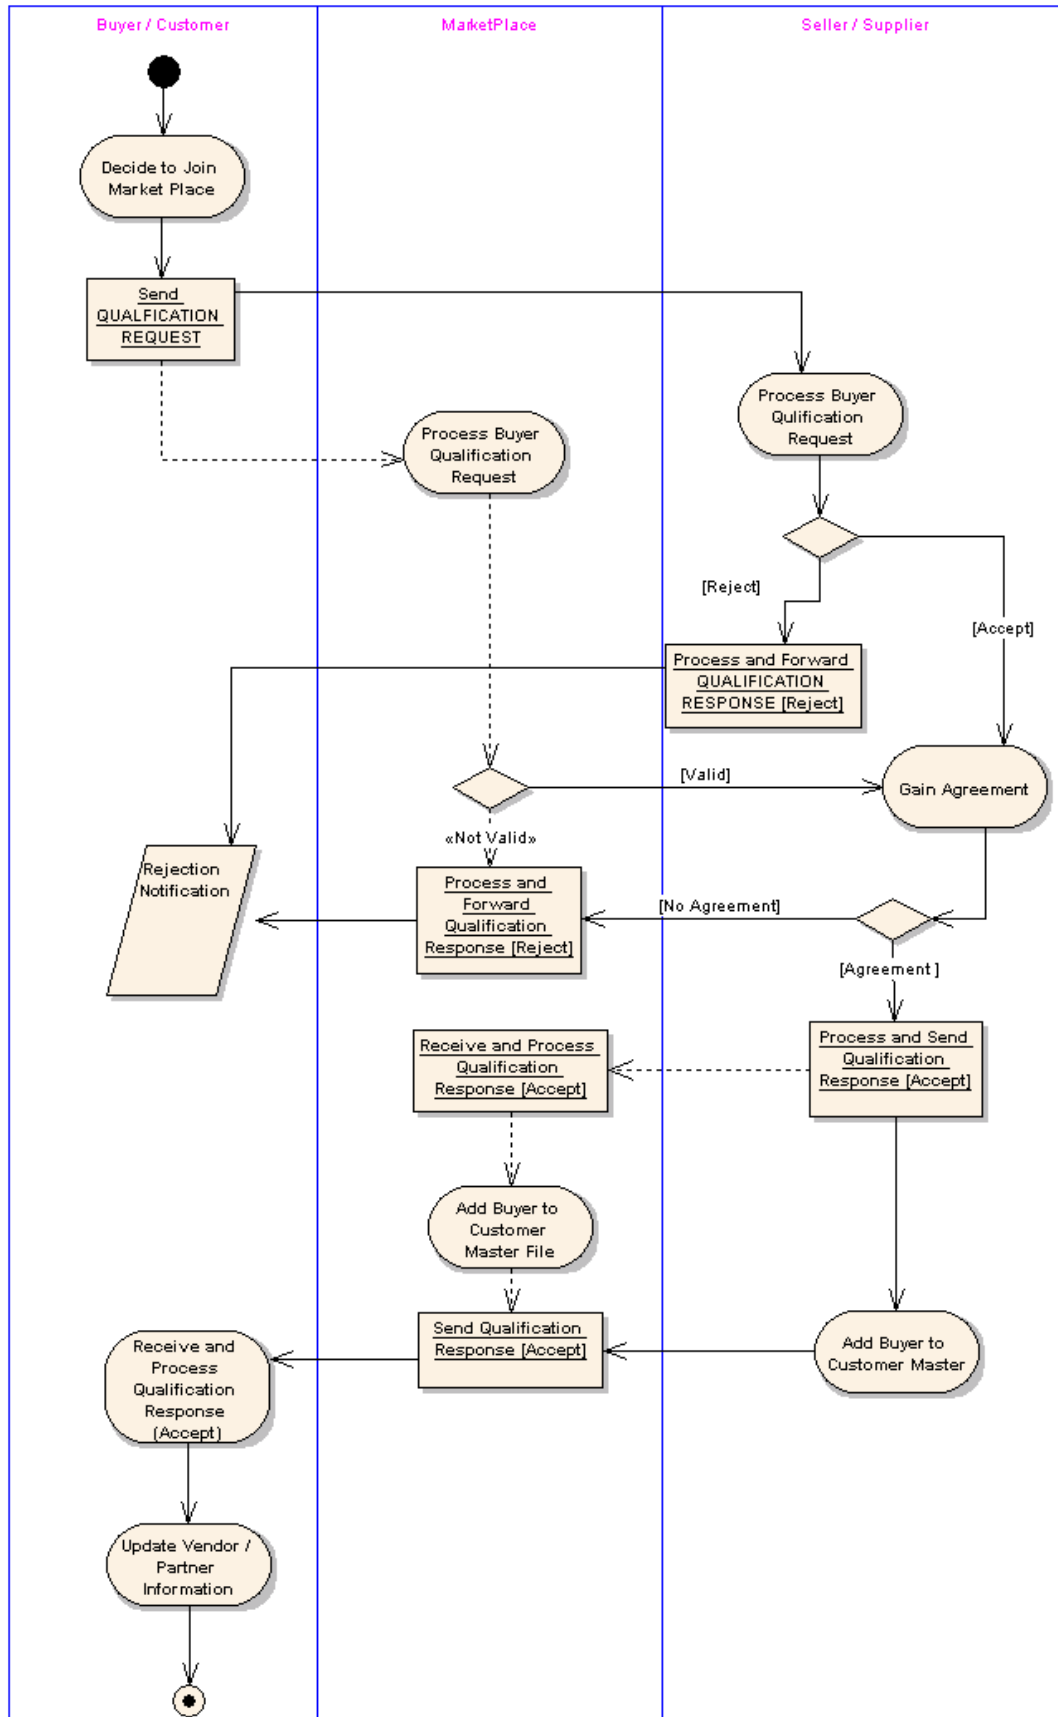 Buyer / Customer
MarketPlace
Seller / Supplier
Decide to Join
Market Place
Send
QUALFICATION
REQUEST
Process Buyer
Qulification
Request
Process Buyer
Qualification
Request
[Reject]
[Accept]
Process and Forward
QUALIFICATION
RESPONSE [Reject]
[Valid]
Gain Agreement
«Not Valid»
Rejection
Notification
Process and
Forward
Qualification
Response [Reject]
[No Agreement]
[Agreement ]
Receive and Process
Qualification
Response [Accept]
Process and Send
Qualification
Response [Accept]
Add Buyer to
Customer
Master File
Send Qualification
Response [Accept]
Add Buyer to
Customer Master
Receive and
Process
Qualification
Response
(Accept)
Update Vendor /
Partner
Information